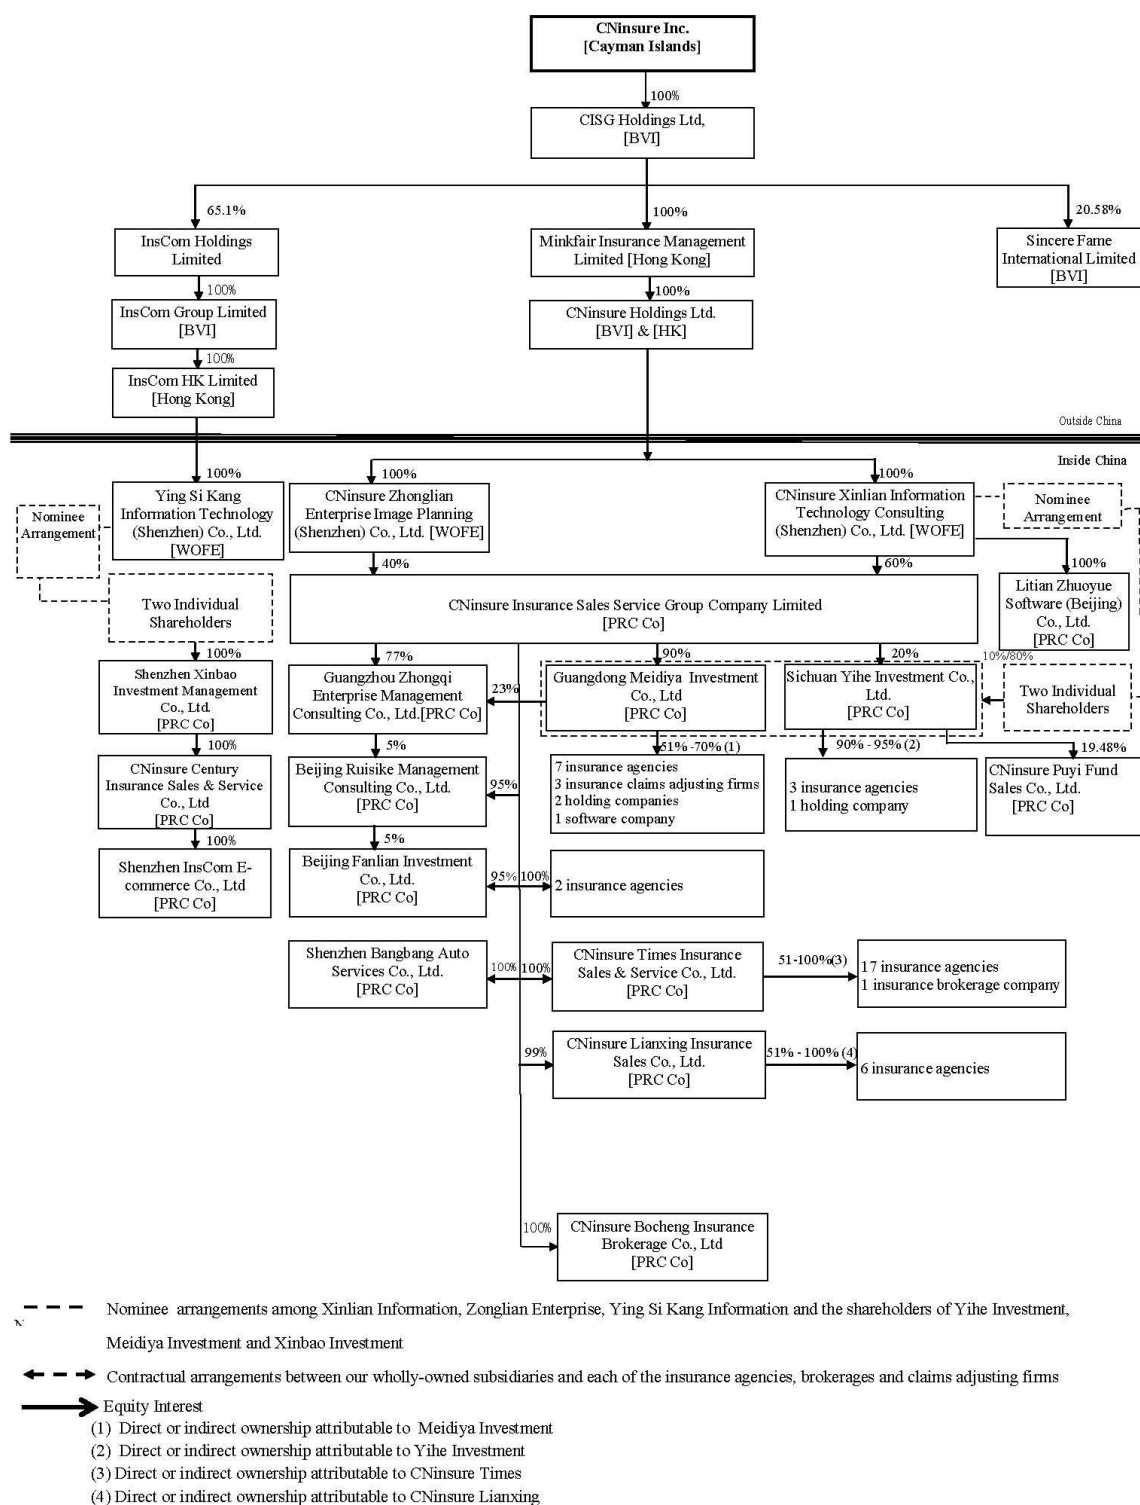 CNinsure Inc.
[Cayman Islands]
100%
CISG Holdings Ltd,
[BVI]
65.1%
100%
20.58%
InsCom Holdings
Limited
Minkfair Insurance Management
Limited [Hong Kong]
Sincere Fame
International Limited
[BVI]
100%
100%
InsCom Group Limited
[BVI]
CNinsure Holdings Ltd.
[BVI] & [HK]
100%
InsCom HK Limited
[Hong Kong]
Outside China
Inside China
100%
100%
100%
Nominee
Arrangement
Ying Si Kang
Information Technology
(Shenzhen) Co., Ltd.
[WOFE]
CNinsure Zhonglian
Enterprise Image Planning
(Shenzhen) Co., Ltd. [WOFE]
CNinsure Xinlian Information
Technology Consulting
(Shenzhen) Co., Ltd. [WOFE]
Nominee
Arrangement
40%
60%
100%
Two Individual
Shareholders
CNinsure Insurance Sales Service Group Company Limited
[PRC Co]
Litian Zhuoyue
Software (Beijing)
Co., Ltd.
[PRC Co]
100%
77%
90%
20%
10%/80%
Shenzhen Xinbao
Investment Management
Co., Ltd.
[PRC Co]
Guangzhou Zhongqi
Enterprise Management
Consulting Co., Ltd.[PRC Co]
23%
Guangdong Meidiya Investment
Co., Ltd
[PRC Co]
Sichuan Yihe Investment Co.,
Ltd.
[PRC Co]
Two Individual
Shareholders
100%
5%
51% -70% (1)
90% - 95% (2)
19.48%
CNinsure Century
Insurance Sales & Service
Co., Ltd
[PRC Co]
Beijing Ruisike Management
Consulting Co., Ltd.
[PRC Co]
95%
7 insurance agencies
3 insurance claims adjusting firms
2 holding companies
1 software company
3 insurance agencies
1 holding company
CNinsure Puyi Fund
Sales Co., Ltd.
[PRC Co]
100%
5%
Shenzhen InsCom E-
commerce Co., Ltd
[PRC Co]
Beijing Fanlian Investment
Co., Ltd.
[PRC Co]
95%
100%
2 insurance agencies
Shenzhen Bangbang Auto
Services Co., Ltd.
[PRC Co]
100%
100%
CNinsure Times Insurance
Sales & Service Co., Ltd.
[PRC Co]
51-100%(3)
17 insurance agencies
1 insurance brokerage company
99%
CNinsure Lianxing Insurance
Sales Co., Ltd.
[PRC Co]
51% - 100% (4)
6 insurance agencies
100%
CNinsure Bocheng Insurance
Brokerage Co., Ltd
[PRC Co]
Nominee arrangements among Xinlian Information, Zonglian Enterprise, Ying Si Kang Information and the shareholders of Yihe Investment,
Meidiya Investment and Xinbao Investment
Contractual arrangements between our wholly-owned subsidiaries and each of the insurance agencies, brokerages and claims adjusting firms
Equity Interest
(1) Direct or indirect ownership attributable to Meidiya Investment
(2) Direct or indirect ownership attributable to Yihe Investment
(3) Direct or indirect ownership attributable to CNinsure Times
(4) Direct or indirect ownership attributable to CNinsure Lianxing